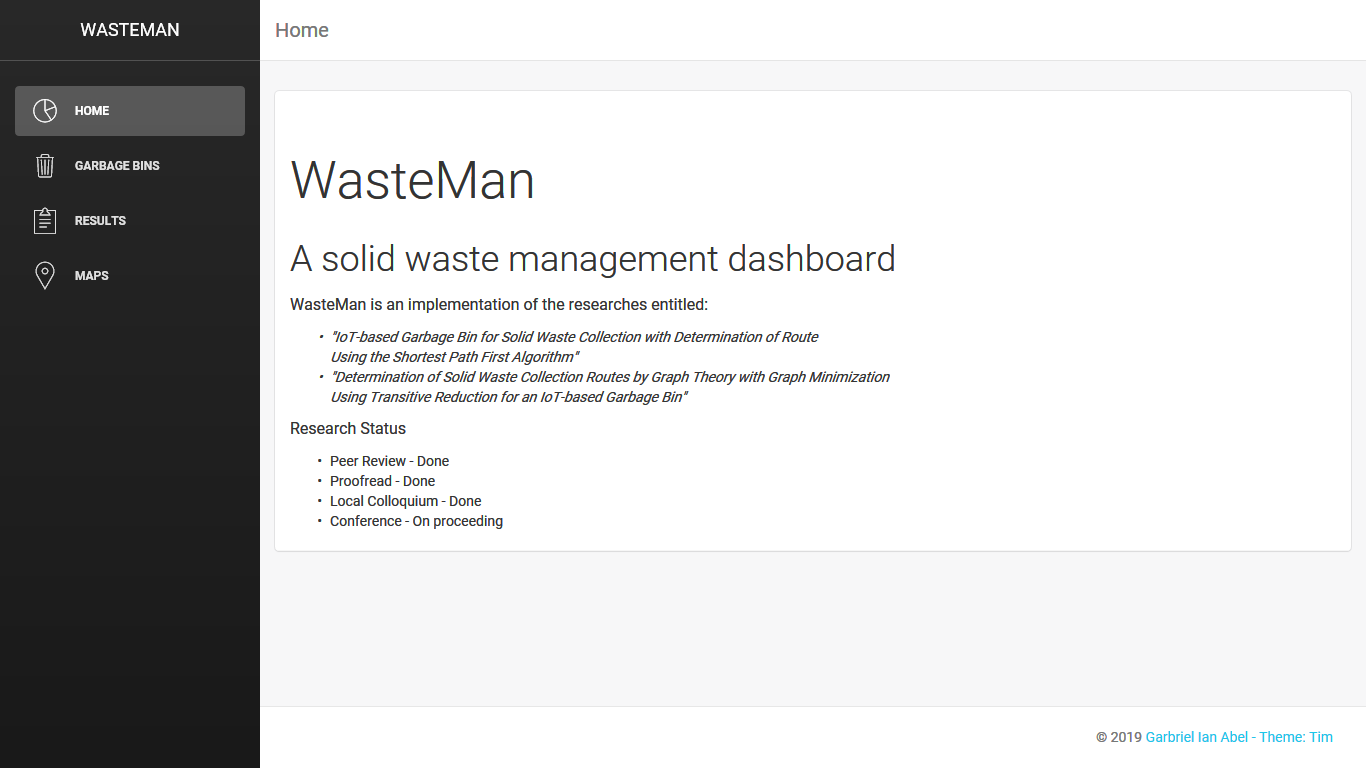 WASTEMAN
HOME
GARBAGE BINS
RESULTS
MAPS
Home
WasteMan
A solid waste management dashboard
WasteMan is an implementation of the researches entitled:
• "IoT-based Garbage Bin for Solid Waste Collection with Determination of Route
Using the Shortest Path First Algorithm"
• "Determination of Solid Waste Collection Routes by Graph Theory with Graph Minimization
Using Transitive Reduction for an IoT-based Garbage Bin"
Research Status
• Peer Review - Done
• Proofread - Done
• Local Colloquium - Done
• Conference - On proceeding
© 2019 Garbriel Ian Abel - Theme: Tim